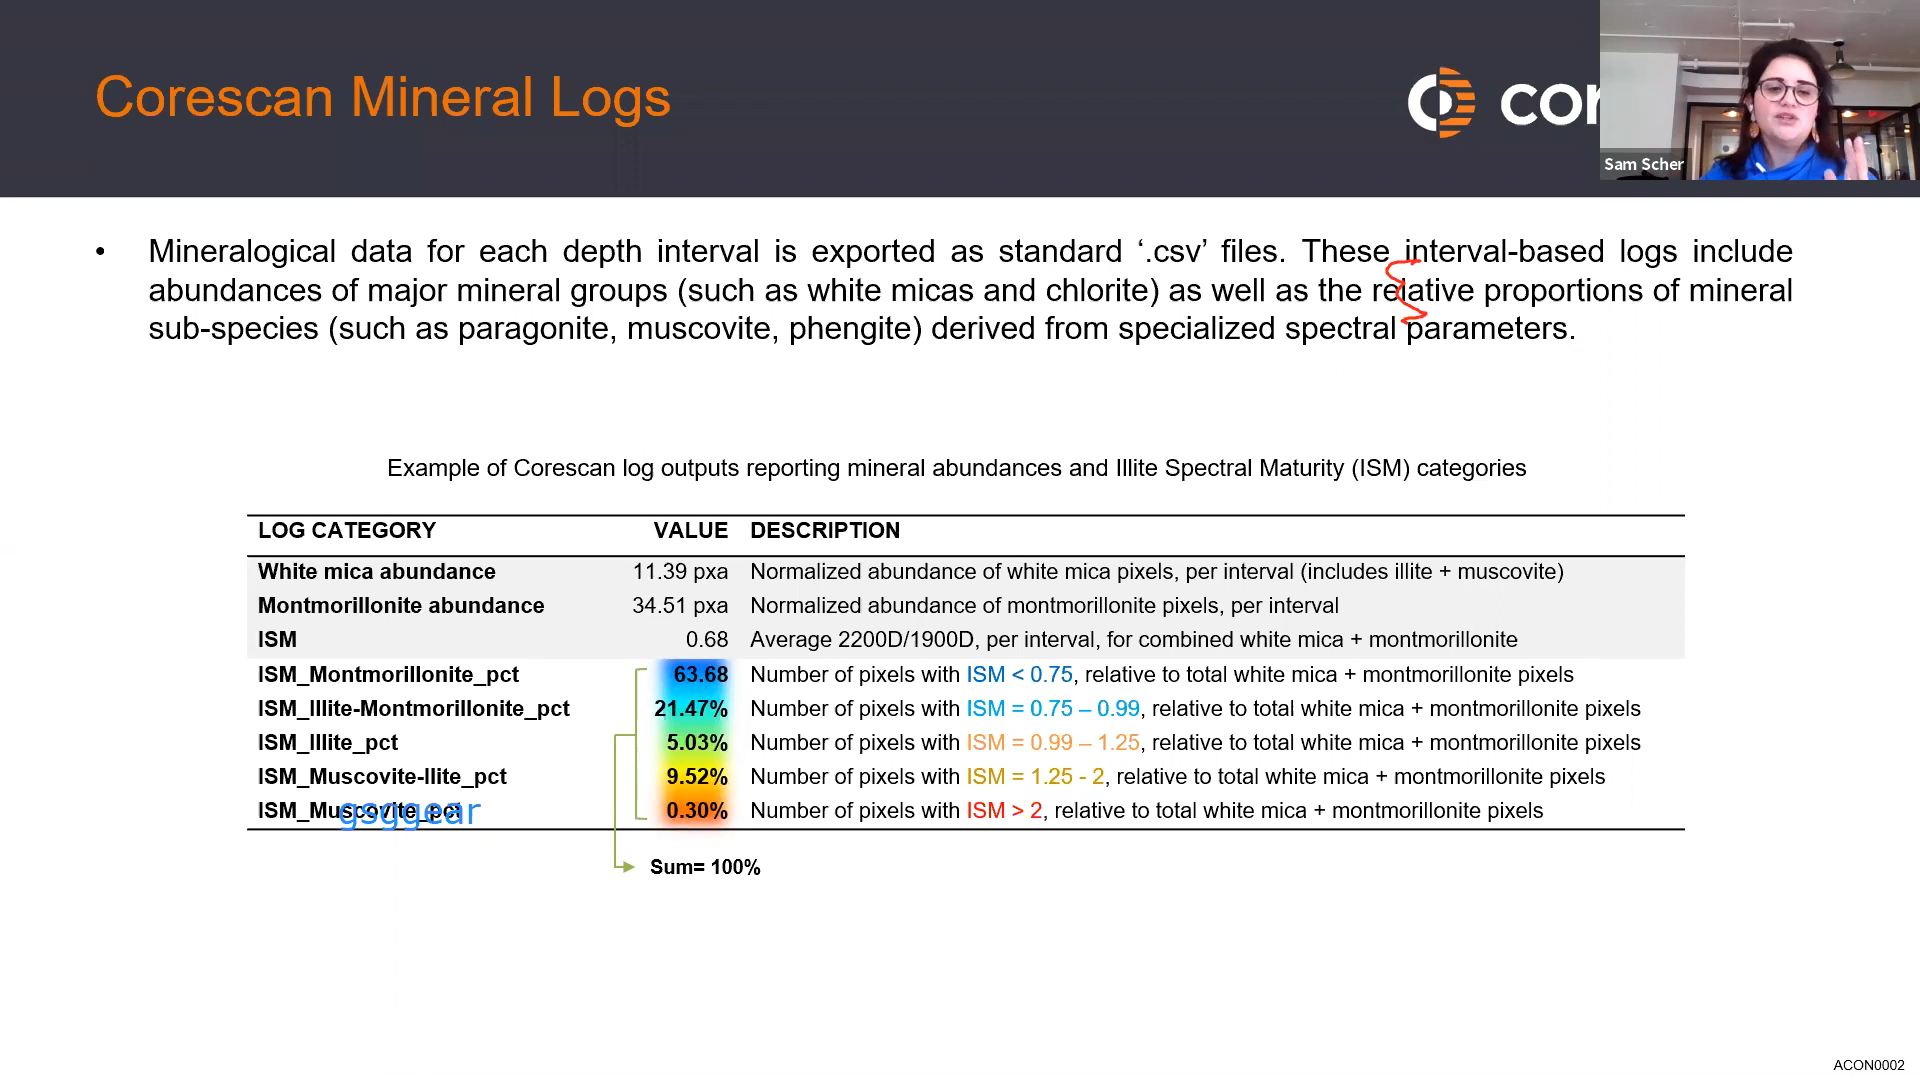 Corescan Mineral Logs
cor
Sam Scher
• Mineralogical data for each depth interval is exported as standard ‘.csv’ files. These interval-based logs include
abundances of major mineral groups (such as white micas and chlorite) as well as the relative proportions of mineral
sub-species (such as paragonite, muscovite, phengite) derived from specialized spectral parameters.
Example of Corescan log outputs reporting mineral abundances and Illite Spectral Maturity (ISM) categories
LOG CATEGORY VALUE DESCRIPTION
White mica abundance 11.39 pxa Normalized abundance of white mica pixels, per interval (includes illite + muscovite)
Montmorillonite abundance 34.51 pxa Normalized abundance of montmorillonite pixels, per interval
ISM 0.68 Average 2200D/1900D, per interval, for combined white mica + montmorillonite
ISM_Montmorillonite_pct 63.68 Number of pixels with ISM < 0.75, relative to total white mica + montmorillonite pixels
ISM_Illite-Montmorillonite_pct 21.47% Number of pixels with ISM = 0.75 – 0.99, relative to total white mica + montmorillonite pixels
ISM_Illite_pct 5.03% Number of pixels with ISM = 0.99 – 1.25, relative to total white mica + montmorillonite pixels
ISM_Muscovite-Ilite_pct 9.52% Number of pixels with ISM = 1.25 - 2, relative to total white mica + montmorillonite pixels
ISM_Muscovite_pct 0.30% Number of pixels with ISM > 2, relative to total white mica + montmorillonite pixels
gsggear
Sum= 100%
ACON0002